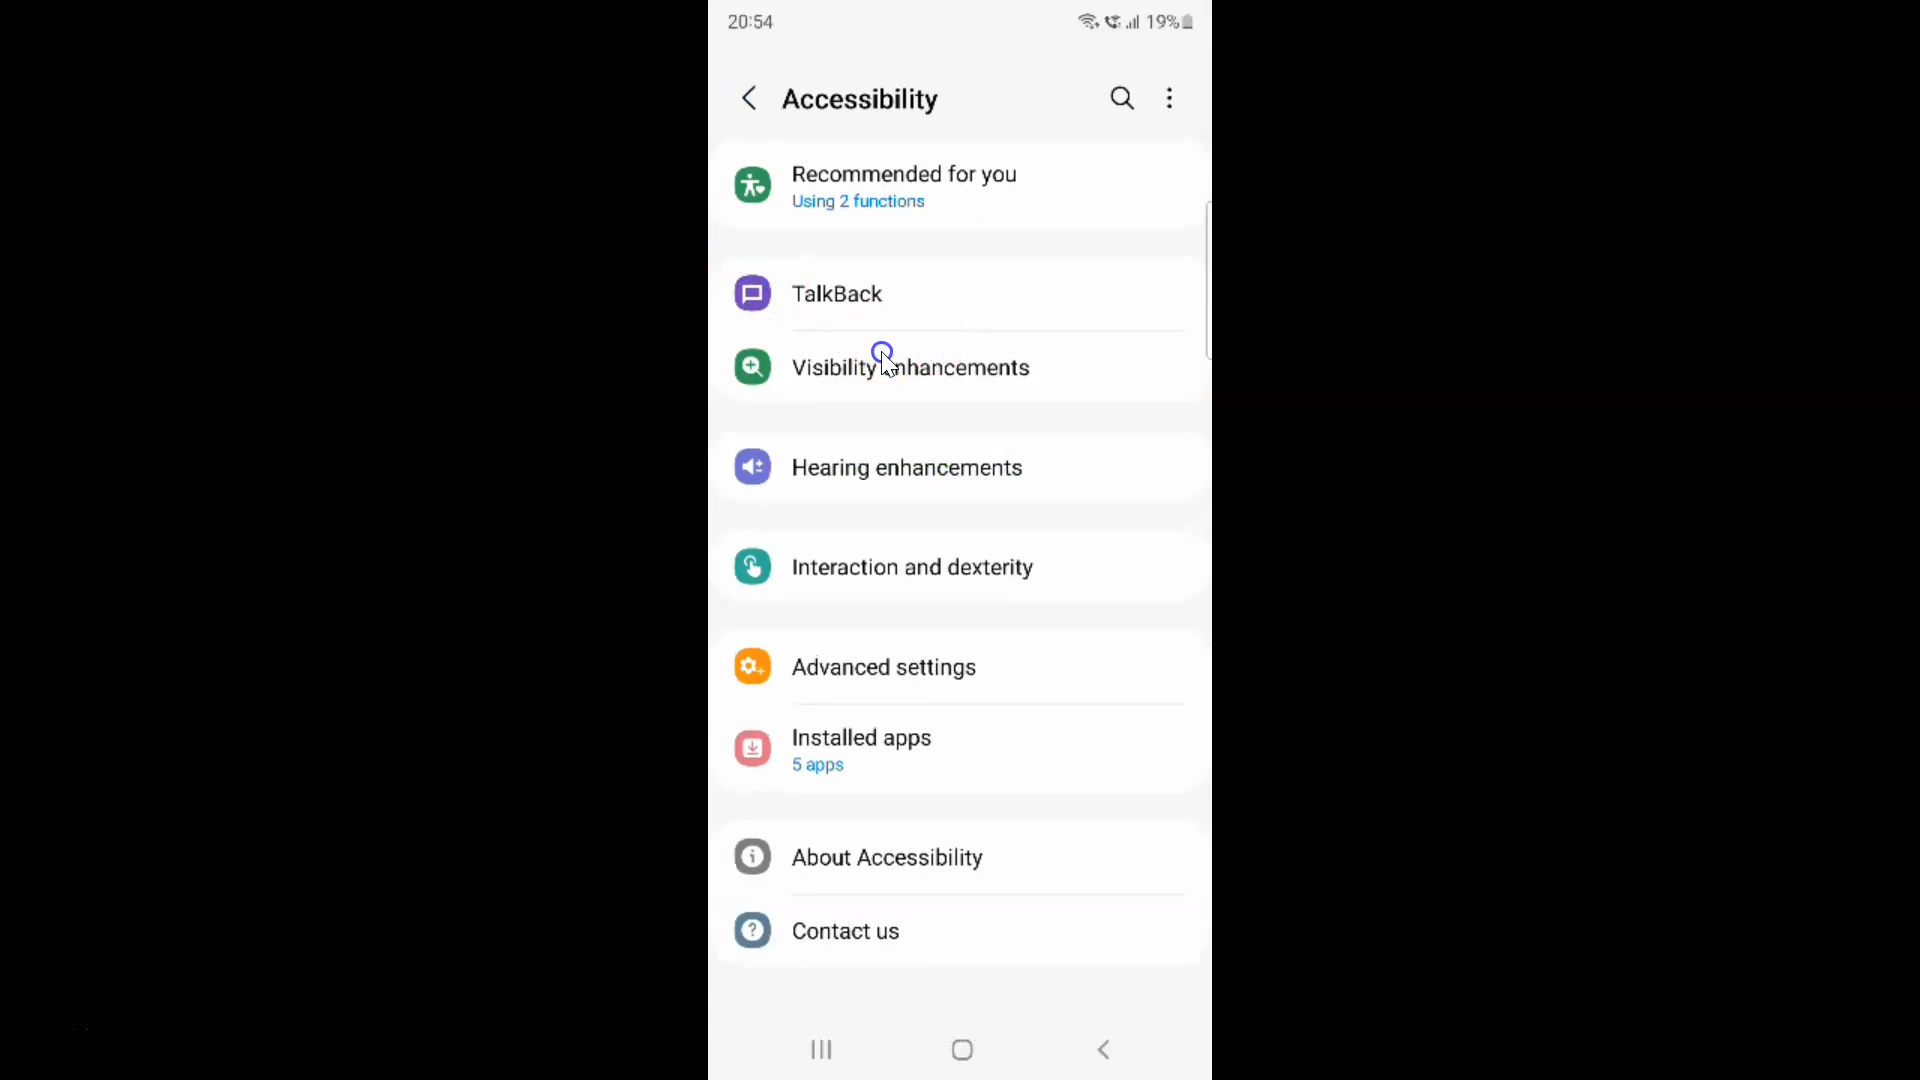 20:54
19%
Accessibility
Recommended for you
Using 2 functions
TalkBack
Visibility enhancements
Hearing enhancements
Interaction and dexterity
Advanced settings
Installed apps
5 apps
About Accessibility
Contact us